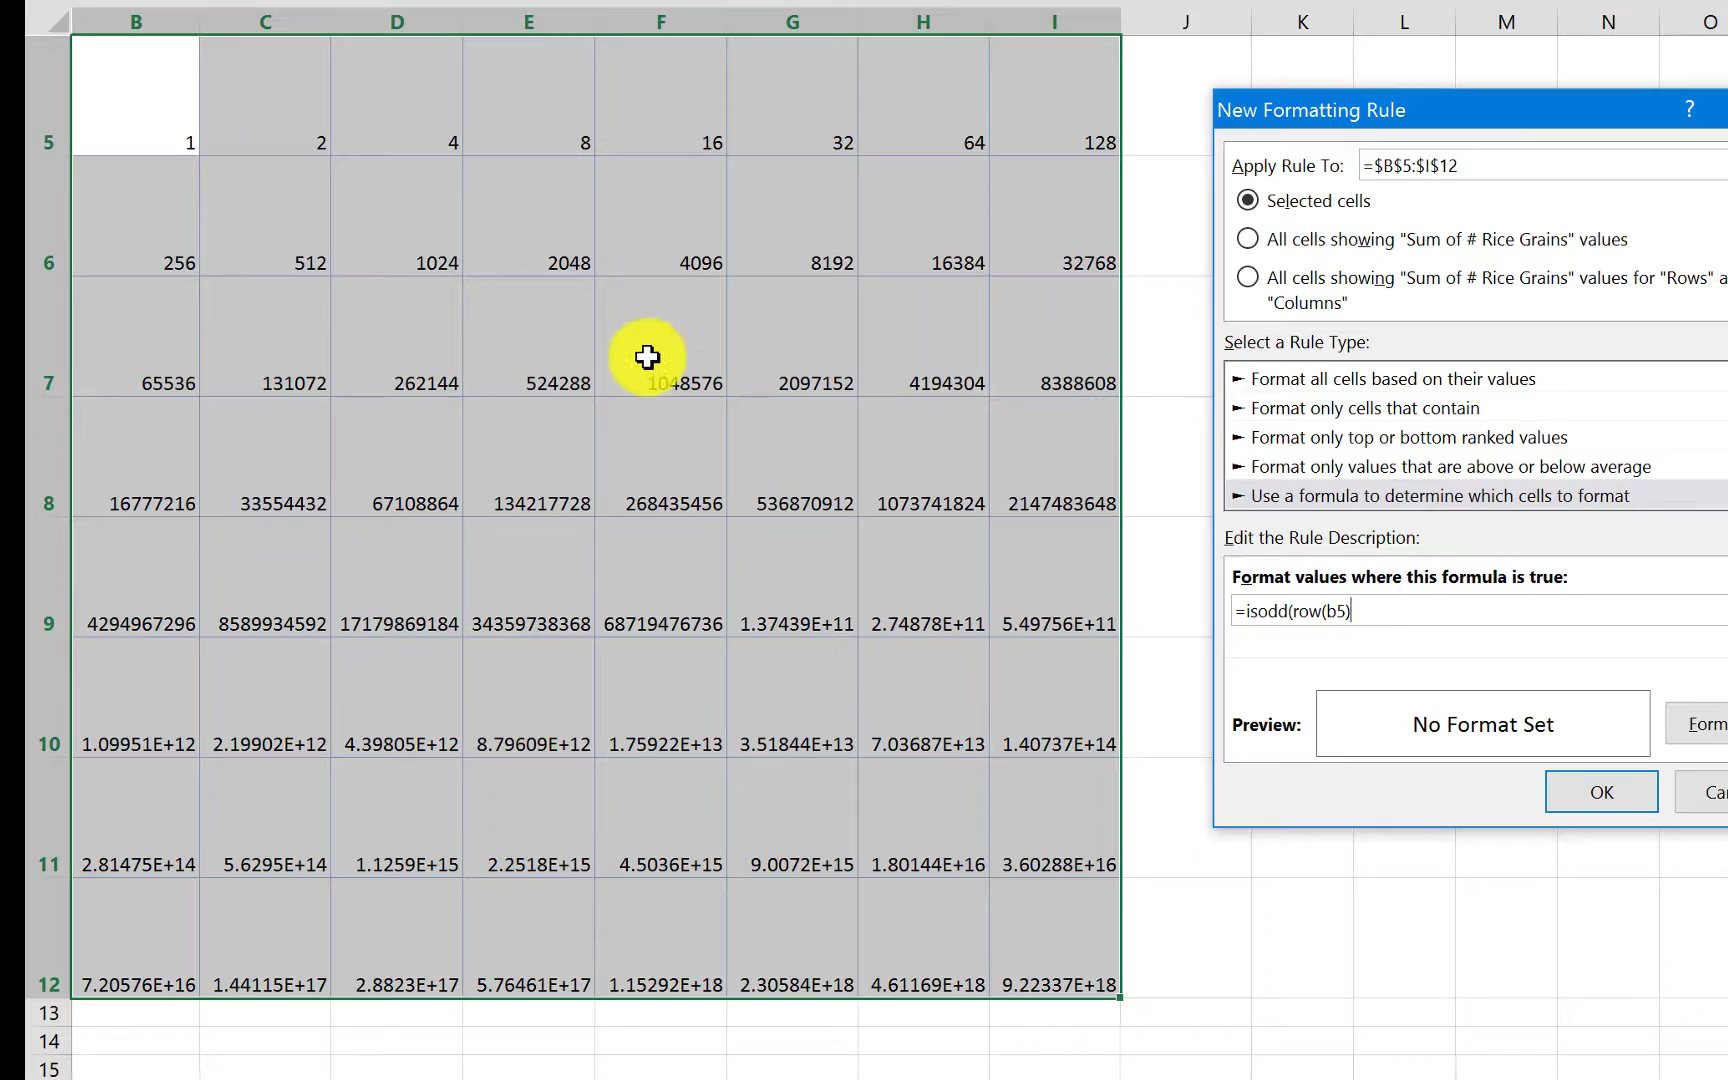 B C D E F G H I J K L M N O
5 1 2 4 8 16 32 64 128
6 256 512 1024 2048 4096 8192 16384 32768
7 65536 131072 262144 524288 1048576 2097152 4194304 8388608
8 16777216 33554432 67108864 134217728 268435456 536870912 1073741824 2147483648
9 4294967296 8589934592 17179869184 34359738368 68719476736 1.37439E+11 2.74878E+11 5.49756E+11
10 1.09951E+12 2.19902E+12 4.39805E+12 8.79609E+12 1.75922E+13 3.51844E+13 7.03687E+13 1.40737E+14
11 2.81475E+14 5.6295E+14 1.1259E+15 2.2518E+15 4.5036E+15 9.0072E+15 1.80144E+16 3.60288E+16
12 7.20576E+16 1.44115E+17 2.8823E+17 5.76461E+17 1.15292E+18 2.30584E+18 4.61169E+18 9.22337E+18
13
14
15
New Formatting Rule ?
Apply Rule To: =$B$5:$I$12
Selected cells
All cells showing "Sum of # Rice Grains" values
All cells showing "Sum of # Rice Grains" values for "Rows" a
"Columns"
Select a Rule Type:
► Format all cells based on their values
► Format only cells that contain
► Format only top or bottom ranked values
► Format only values that are above or below average
► Use a formula to determine which cells to format
Edit the Rule Description:
Format values where this formula is true:
=isodd(row(b5)
Preview: No Format Set Form
OK Ca